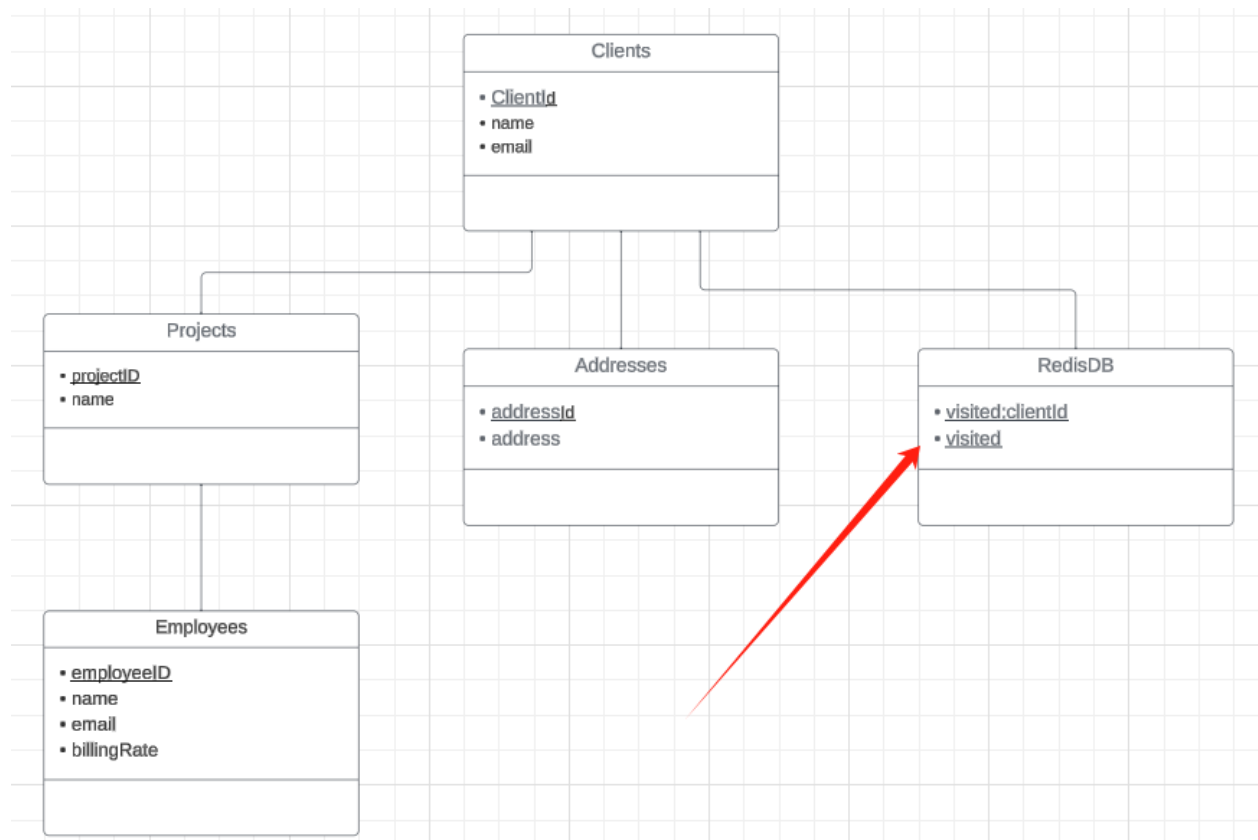 Clients
• ClientId
• name
• email
Projects
• projectID
• name
Addresses
• addressId
• address
RedisDB
• visited:clientId
• visited
Employees
• employeeID
• name
• email
• billingRate